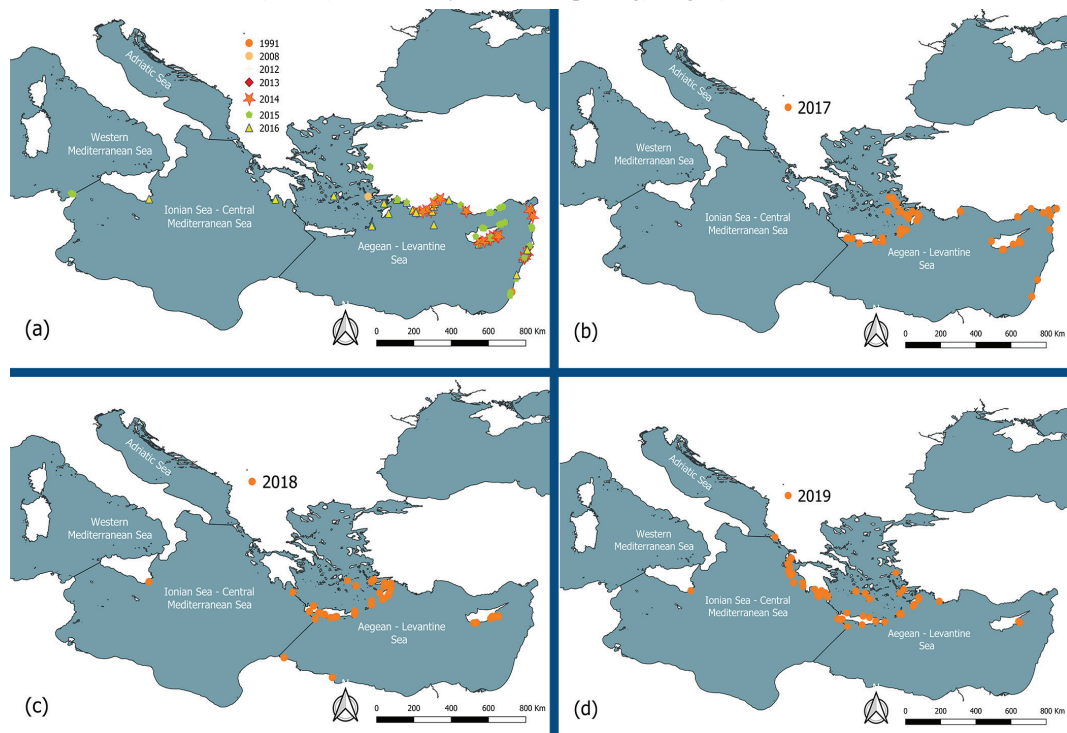 1991
2008
2012
2013
2014
2015
2016
Adriatic Sea
Western
Mediterranean Sea
Ionian Sea - Central
Mediterranean Sea
Aegean - Levantine
Sea
N
(a)
0 200 400 600 800 Km
2017
Adriatic Sea
Western
Mediterranean Sea
Ionian Sea - Central
Mediterranean Sea
Aegean - Levantine
Sea
N
(b)
0 200 400 600 800 Km
2018
Adriatic Sea
Western
Mediterranean Sea
Ionian Sea - Central
Mediterranean Sea
Aegean - Levantine
Sea
N
(c)
0 200 400 600 800 Km
2019
Adriatic Sea
Western
Mediterranean Sea
Ionian Sea - Central
Mediterranean Sea
Aegean - Levantine
Sea
N
(d)
0 200 400 600 800 Km